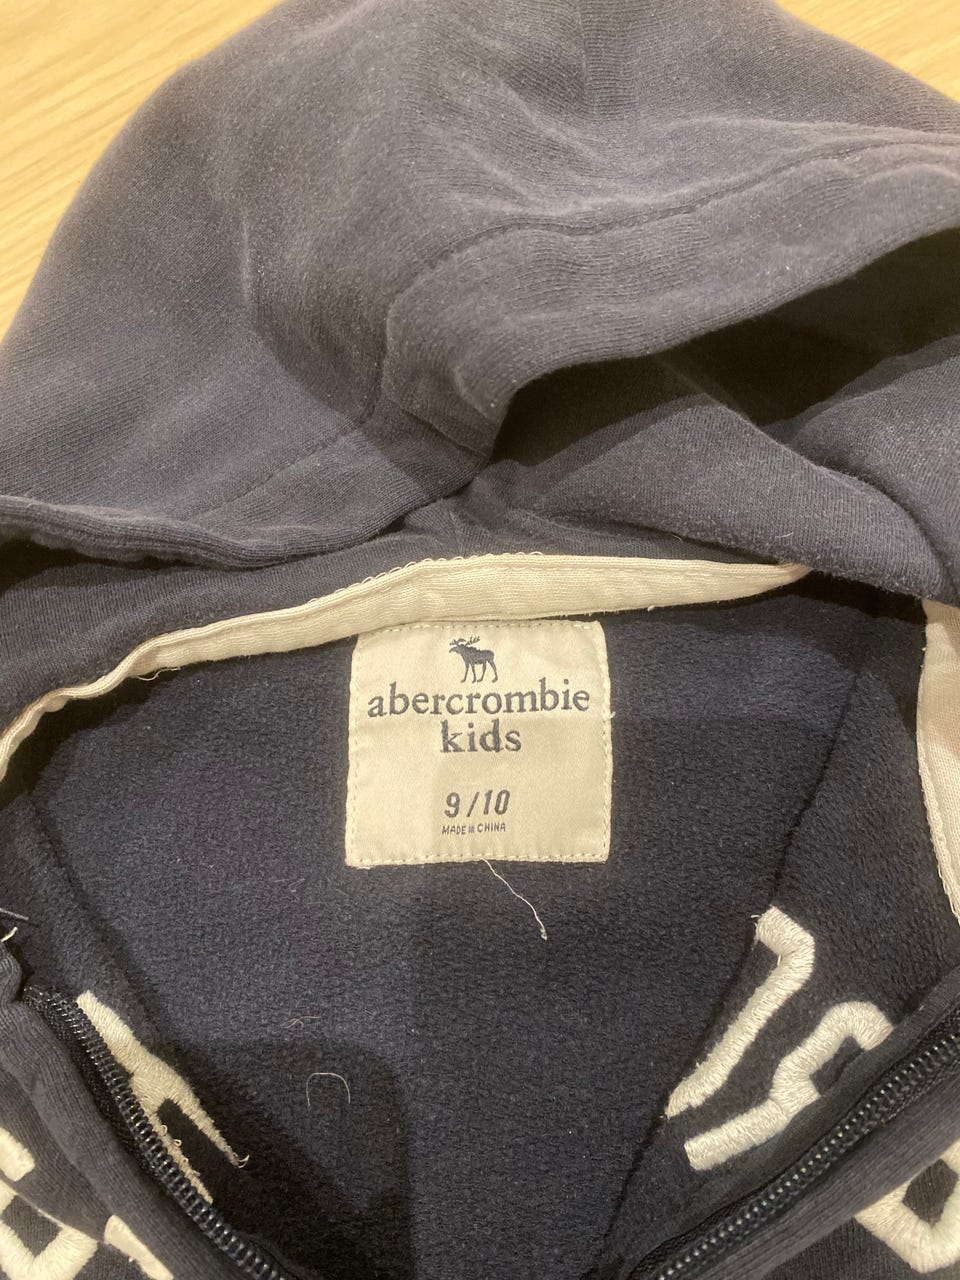 abercrombie
kids
9/10
MADE IN CHINA